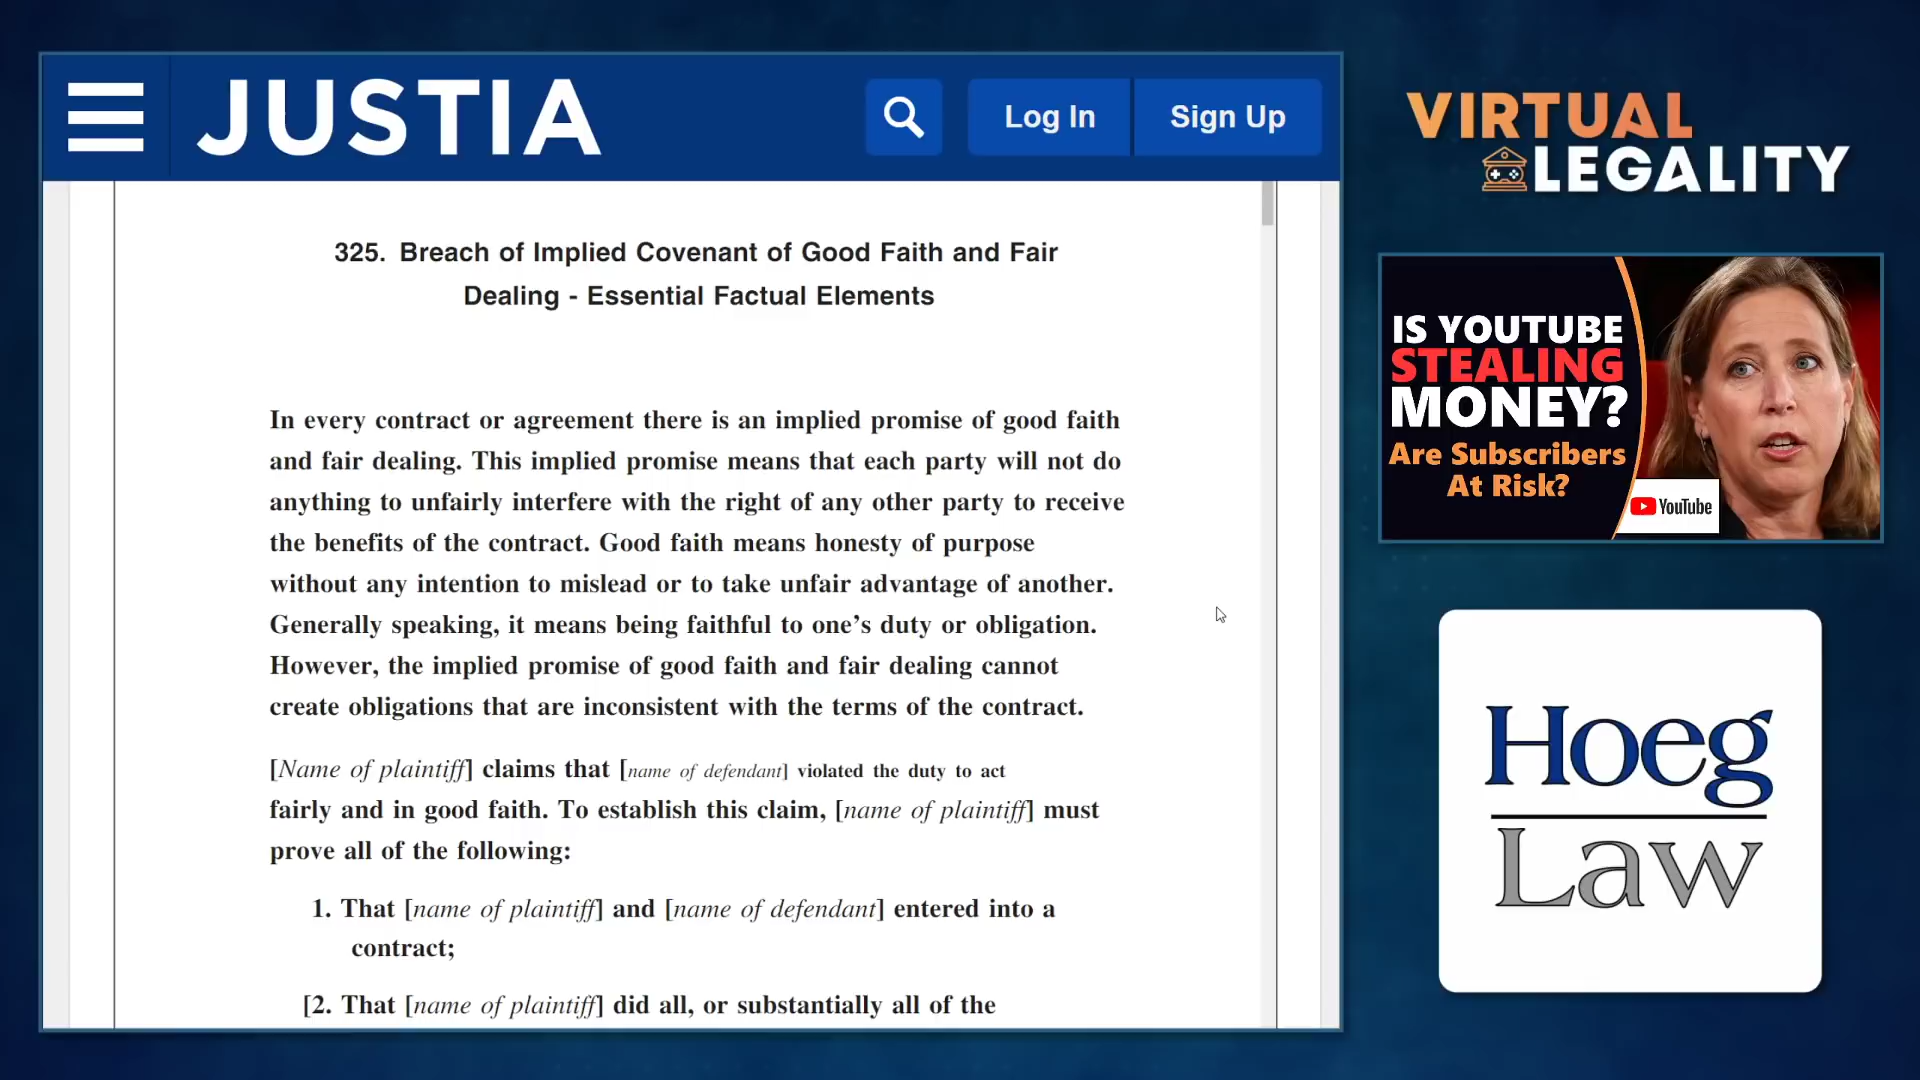 JUSTIA
Log In
Sign Up
325. Breach of Implied Covenant of Good Faith and Fair
Dealing - Essential Factual Elements
In every contract or agreement there is an implied promise of good faith
and fair dealing. This implied promise means that each party will not do
anything to unfairly interfere with the right of any other party to receive
the benefits of the contract. Good faith means honesty of purpose
without any intention to mislead or to take unfair advantage of another.
Generally speaking, it means being faithful to one’s duty or obligation.
However, the implied promise of good faith and fair dealing cannot
create obligations that are inconsistent with the terms of the contract.
[Name of plaintiff] claims that [name of defendant] violated the duty to act
fairly and in good faith. To establish this claim, [name of plaintiff] must
prove all of the following:
1. That [name of plaintiff] and [name of defendant] entered into a
contract;
[2. That [name of plaintiff] did all, or substantially all of the
VIRTUAL
LEGALITY
IS YOUTUBE
STEALING
MONEY?
Are Subscribers
At Risk?
YouTube
Hoeg
Law